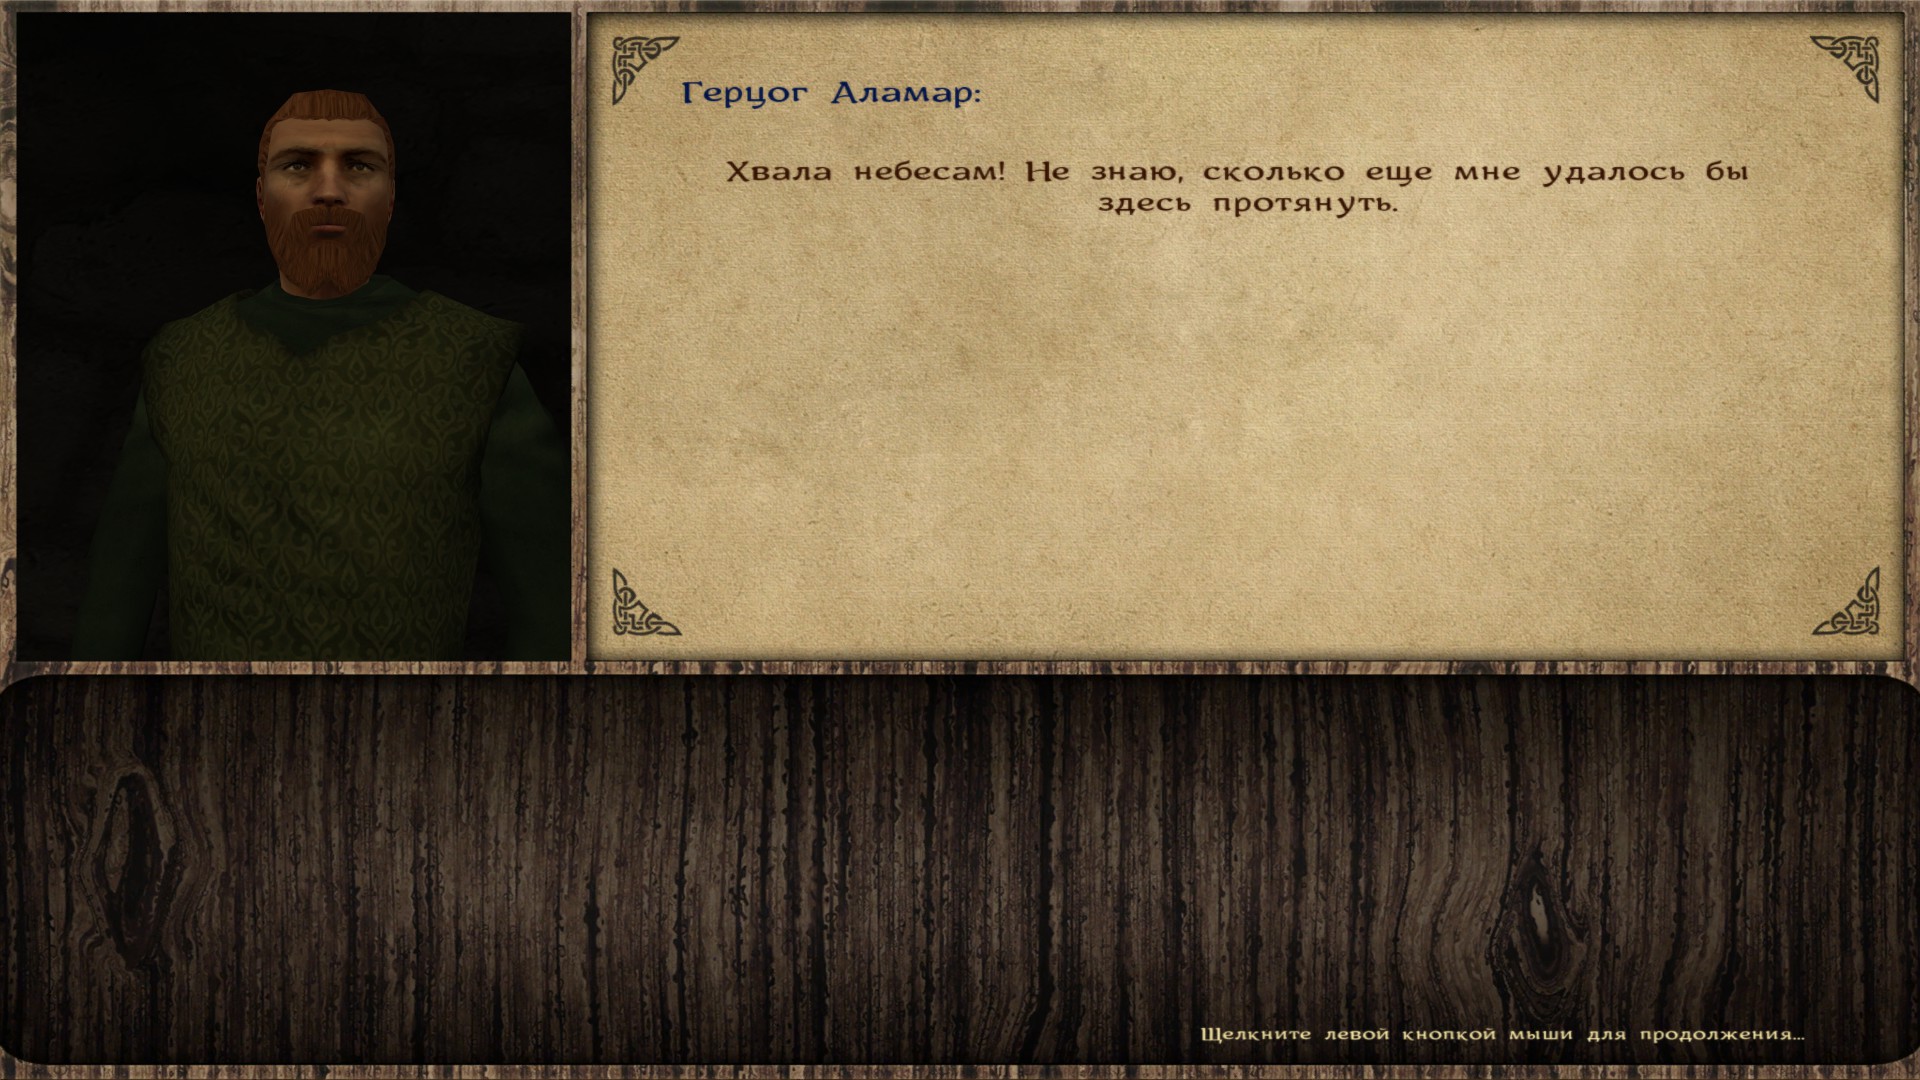 Герцог Аламар:
Хвала небесам! Не знаю, сколько еще мне удалось бы
здесь протянуть.
Щелкните левой кнопкой мыши для продолжения...